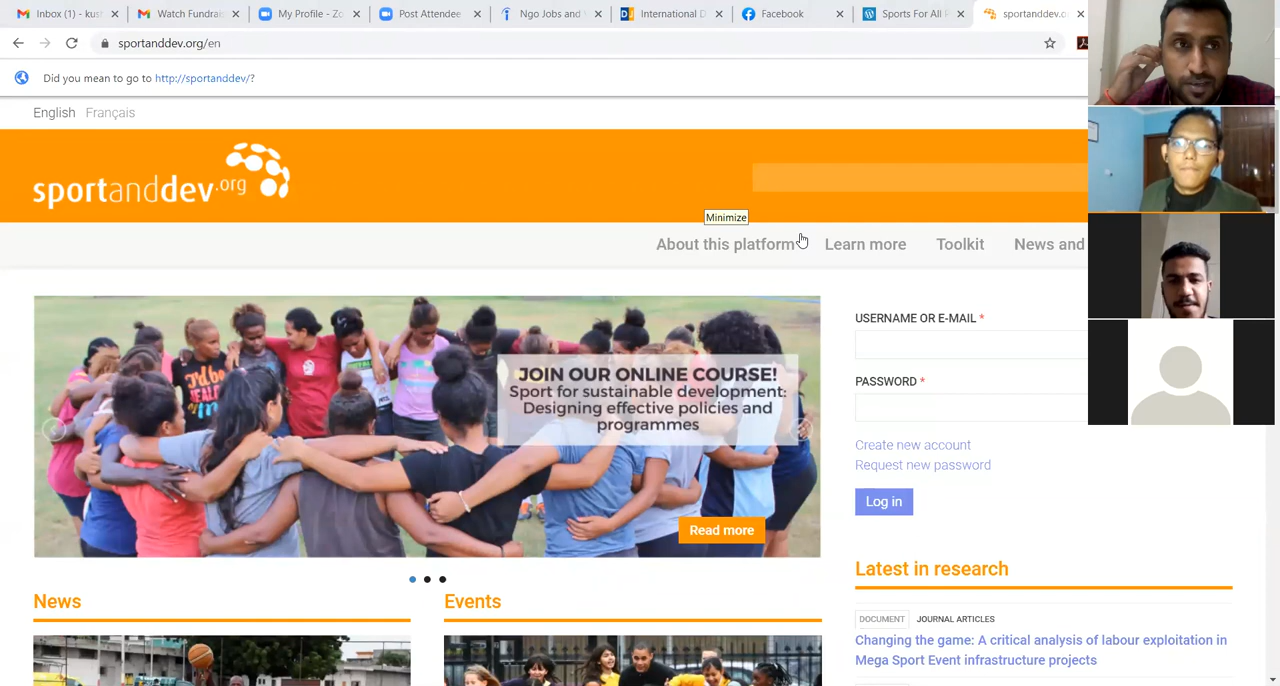 Inbox (1) - kus
Watch Fundrai
My Profile - Zo
Post Attendee
Ngo Jobs and
International D
Facebook
Sports For All P
sportanddev.o
sportanddev.org/en
Did you mean to go to http://sportanddev/?
English Français
sportanddev.org
Minimize
About this platform Learn more Toolkit News and
JOIN OUR ONLINE COURSE!
Sport for sustainable development:
Designing effective policies and
programmes
Read more
USERNAME OR E-MAIL *
PASSWORD *
Create new account
Request new password
Log in
Latest in research
DOCUMENT JOURNAL ARTICLES
Changing the game: A critical analysis of labour exploitation in
Mega Sport Event infrastructure projects
News
Events